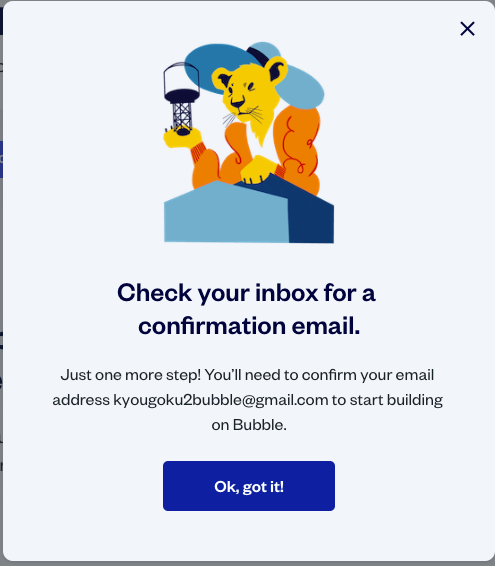 Check your inbox for a
confirmation email.
Just one more step! You'll need to confirm your email
address kyougoku2bubble@gmail.com to start building
on Bubble.
Ok, got it!